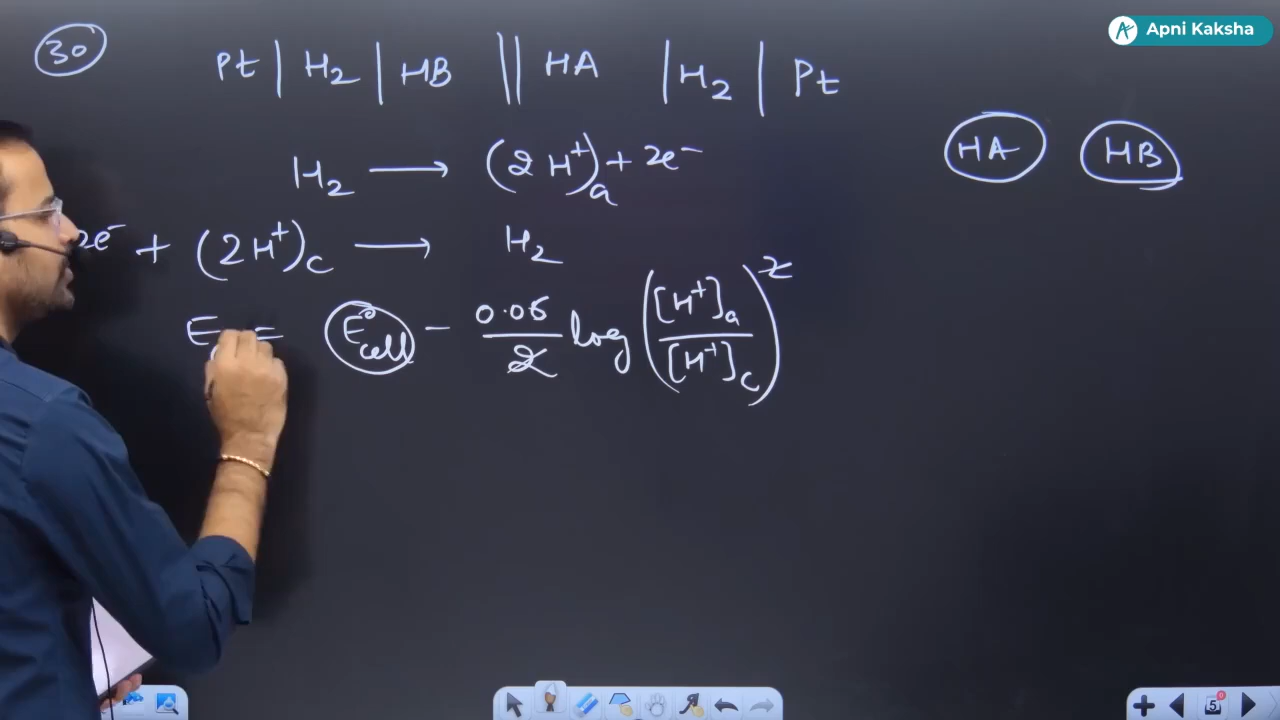 Apni Kaksha
30
Pt | H₂ | HB || HA | H₂ | Pt
HA HB
H₂ ⟶ (2H⁺)ₐ + 2e⁻
2e⁻ + (2H⁺)c ⟶ H₂
E = E°cell − 0.06/2 log ([H⁺]ₐ/[H⁺]c)²
5